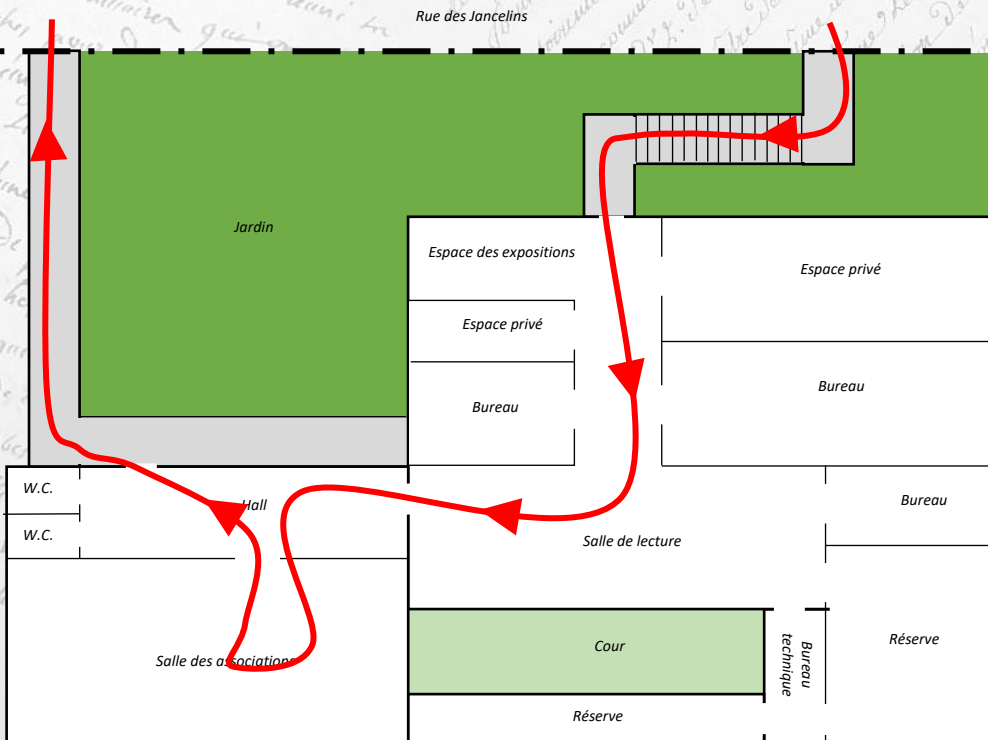 Rue des Jancelins
Jardin
Espace des expositions
Espace privé
Espace privé
Bureau
Bureau
W.C.
Hall
Bureau
W.C.
Salle de lecture
Salle des associations
Cour
Bureau
technique
Réserve
Réserve